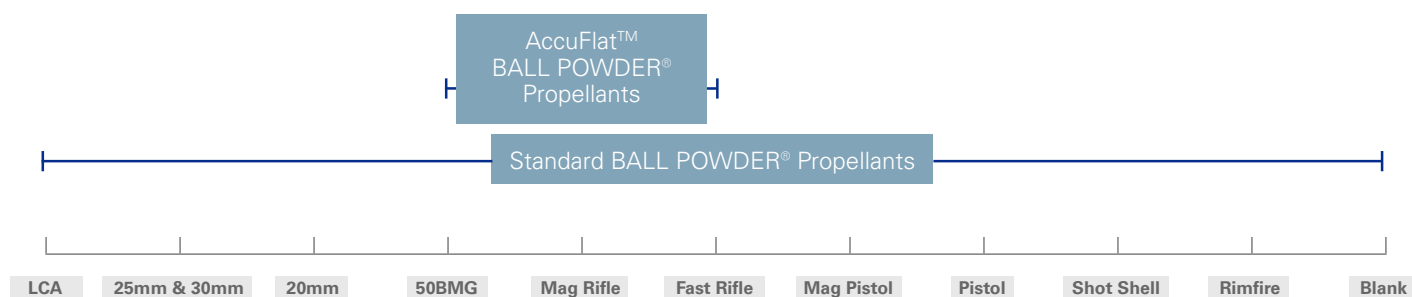 AccuFlat™
BALL POWDER®
Propellants
Standard BALL POWDER® Propellants
LCA 25mm & 30mm 20mm 50BMG Mag Rifle Fast Rifle Mag Pistol Pistol Shot Shell Rimfire Blank